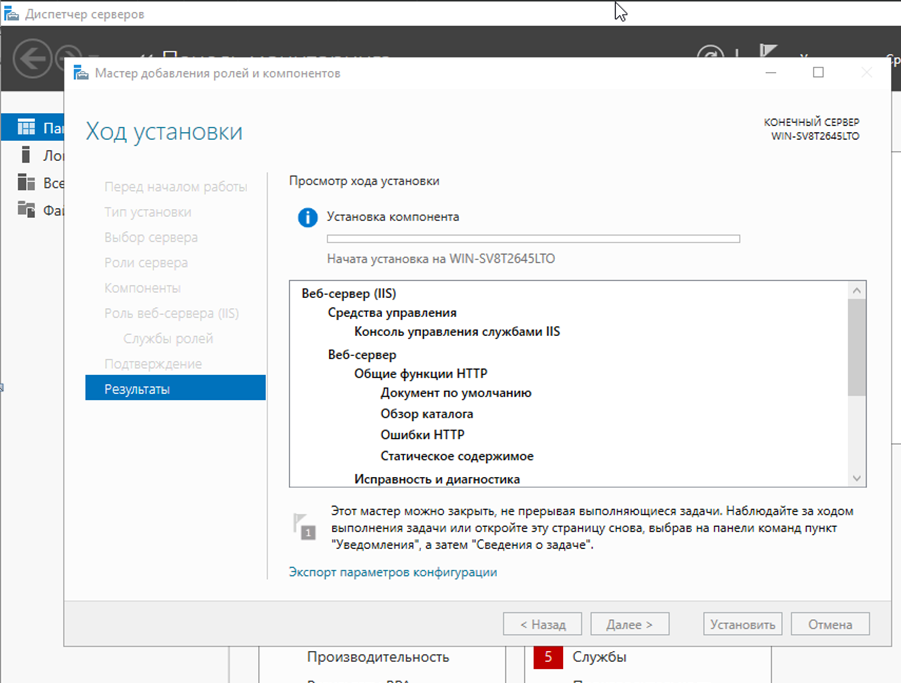 Диспетчер серверов
Мастер добавления ролей и компонентов
Ход установки
КОНЕЧНЫЙ СЕРВЕР
WIN-SV8T2645LTO
Перед началом работы
Тип установки
Выбор сервера
Роли сервера
Компоненты
Роль веб-сервера (IIS)
Службы ролей
Подтверждение
Результаты
Просмотр хода установки
Установка компонента
Начата установка на WIN-SV8T2645LTO
Веб-сервер (IIS)
Средства управления
Консоль управления службами IIS
Веб-сервер
Общие функции HTTP
Документ по умолчанию
Обзор каталога
Ошибки HTTP
Статическое содержимое
Исправность и диагностика
1
Этот мастер можно закрыть, не прерывая выполняющиеся задачи. Наблюдайте за ходом
выполнения задачи или откройте эту страницу снова, выбрав на панели команд пункт
"Уведомления", а затем "Сведения о задаче".
Экспорт параметров конфигурации
< Назад
Далее >
Установить
Отмена
Производительность
5 Службы